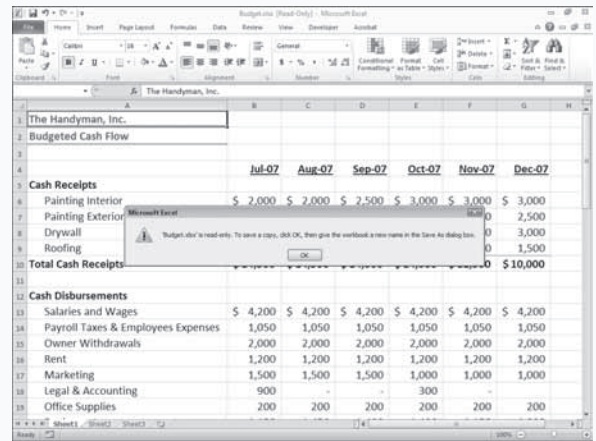 Budget.xlsx [Read-Only] - Microsoft Excel
File Home Insert Page Layout Formulas Data Review View Developer Acrobat
Paste Calibri 16 General Conditional Formatting Format as Table Cell Styles Insert Delete Format Sort & Filter Find & Select
Clipboard Font Alignment Number Styles Cells Editing
fx The Handyman, Inc.
A B C D E F G H
1 The Handyman, Inc.
2 Budgeted Cash Flow
3
4 Jul-07 Aug-07 Sep-07 Oct-07 Nov-07 Dec-07
5 Cash Receipts
6 Painting Interior $ 2,000 $ 2,000 $ 2,500 $ 3,000 $ 3,000 $ 3,000
7 Painting Exterior 2,500
Microsoft Excel
'Budget.xlsx' is read-only. To save a copy, click OK, then give the workbook a new name in the Save As dialog box.
OK
8 Drywall 3,000
9 Roofing 1,500
10 Total Cash Receipts $ 10,000
11
12 Cash Disbursements
13 Salaries and Wages $ 4,200 $ 4,200 $ 4,200 $ 4,200 $ 4,200 $ 4,200
14 Payroll Taxes & Employees Expenses 1,050 1,050 1,050 1,050 1,050 1,050
15 Owner Withdrawals 2,000 2,000 2,000 2,000 2,000 2,000
16 Rent 1,200 1,200 1,200 1,200 1,200 1,200
17 Marketing 1,500 1,500 1,500 1,000 1,000 1,000
18 Legal & Accounting 900 - - 300 -
19 Office Supplies 200 200 200 200 200 200
Sheet1 Sheet2 Sheet3
Ready 100%